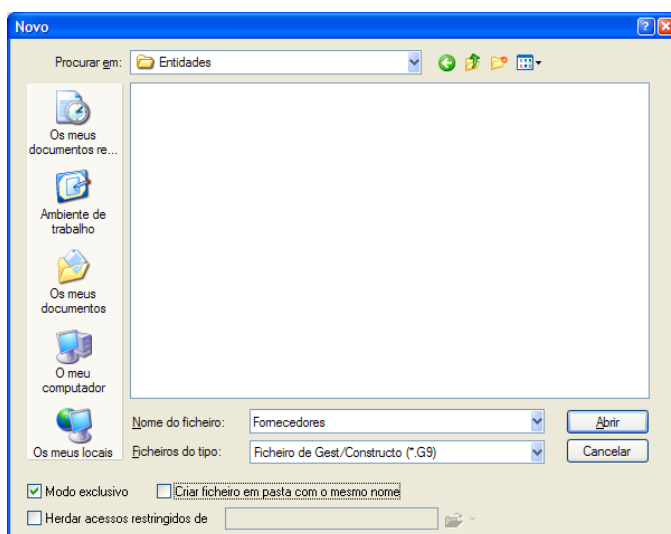 Novo
Procurar em:
Entidades
Os meus
documentos re...
Ambiente de
trabalho
Os meus
documentos
O meu
computador
Os meus locais
Nome do ficheiro:
Fornecedores
Abrir
Ficheiros do tipo:
Ficheiro de Gest/Constructo (*.G9)
Cancelar
Modo exclusivo
Criar ficheiro em pasta com o mesmo nome
Herdar acessos restringidos de